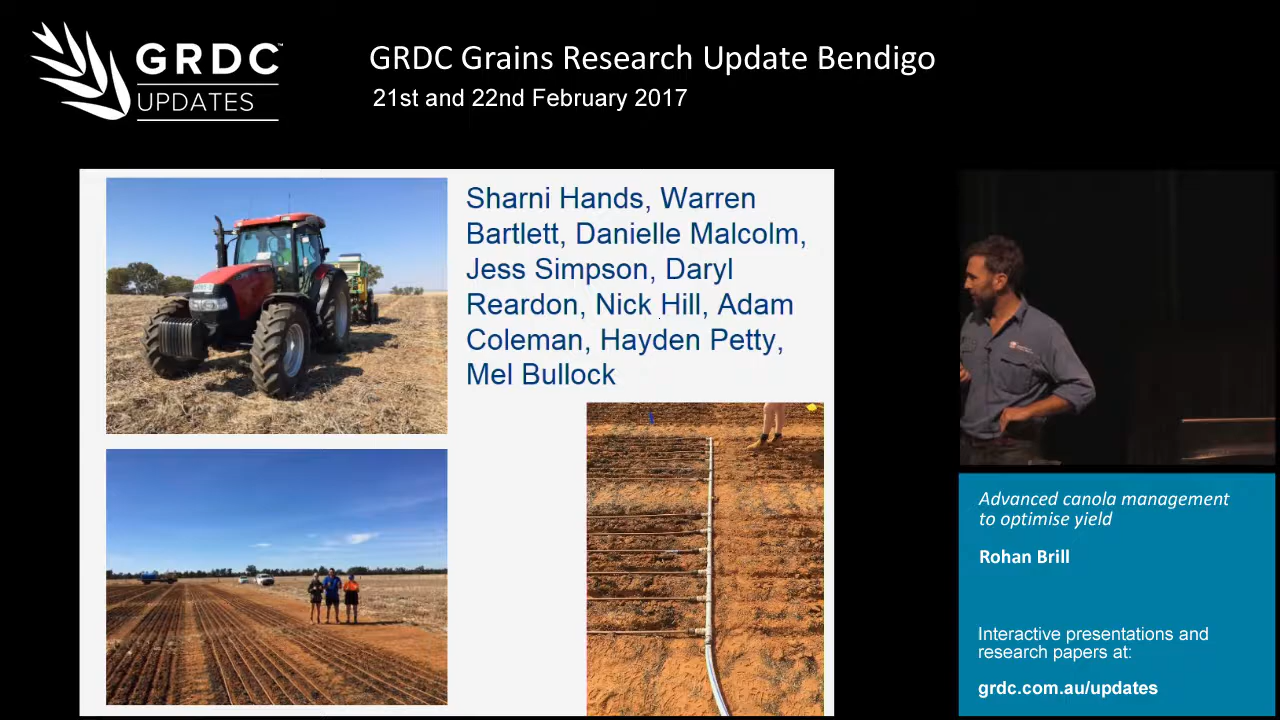 GRDC™
UPDATES
GRDC Grains Research Update Bendigo
21st and 22nd February 2017
Sharni Hands, Warren
Bartlett, Danielle Malcolm,
Jess Simpson, Daryl
Reardon, Nick Hill, Adam
Coleman, Hayden Petty,
Mel Bullock
Advanced canola management
to optimise yield
Rohan Brill
Interactive presentations and
research papers at:
grdc.com.au/updates